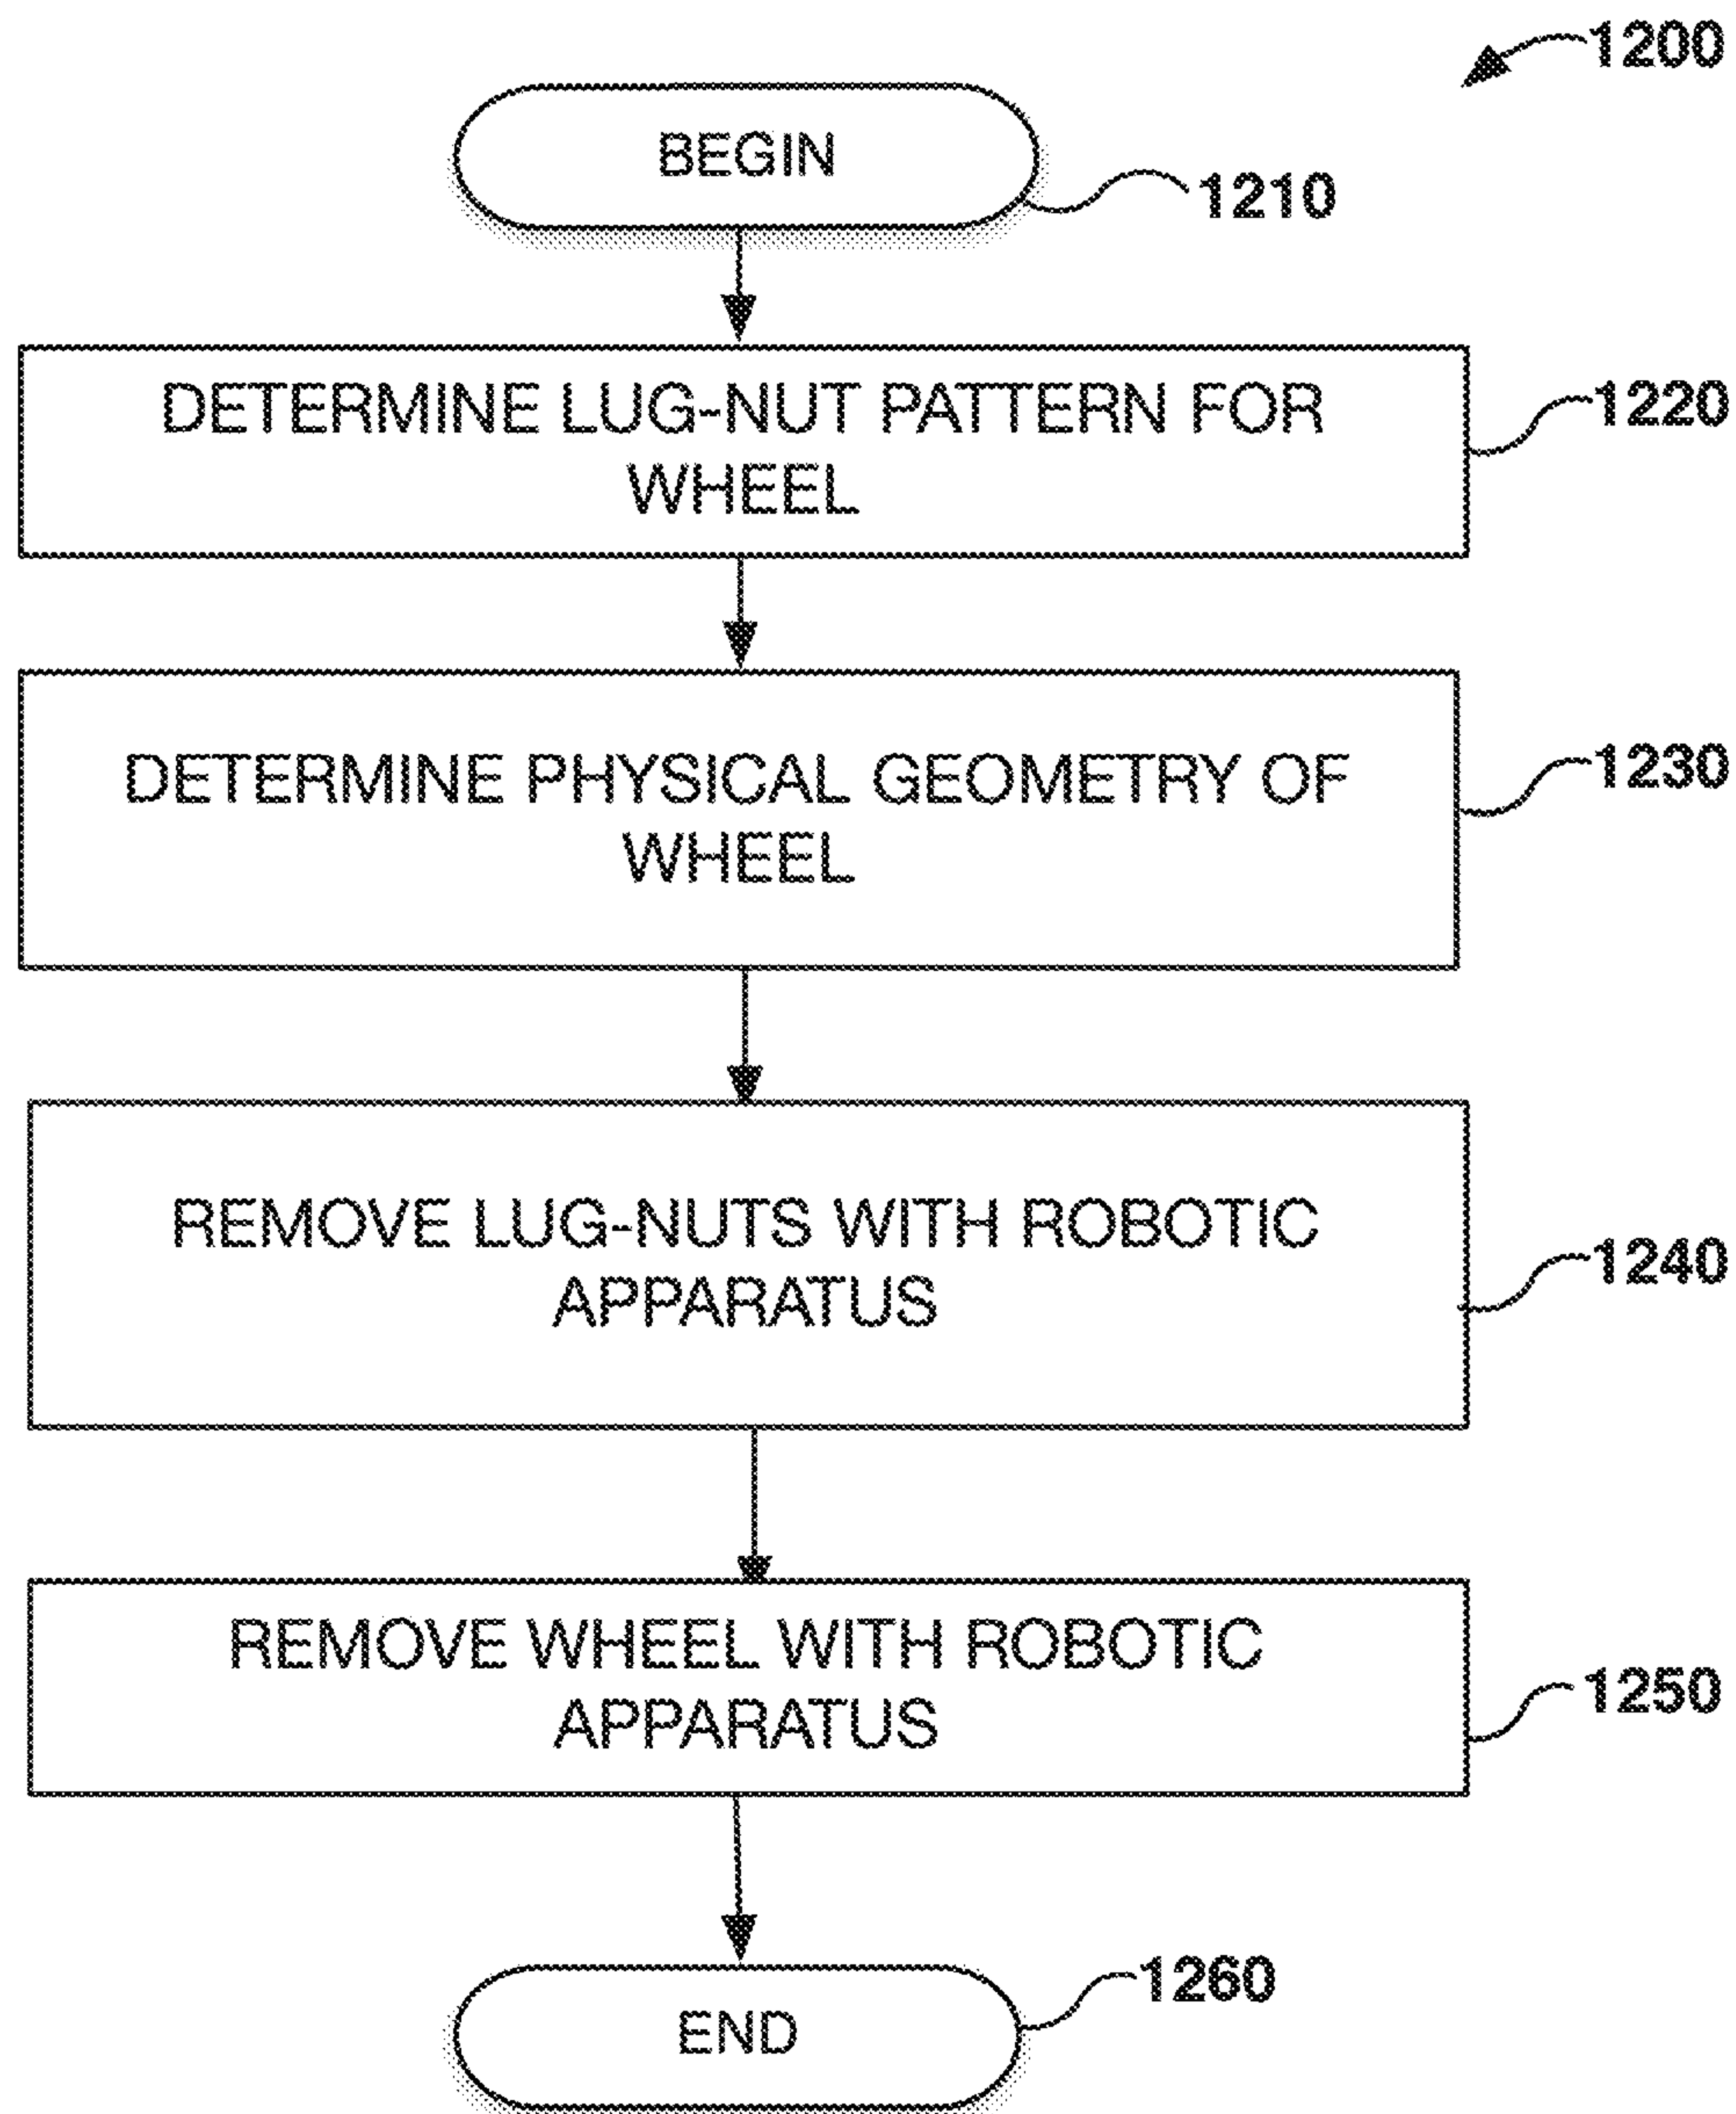 1200
BEGIN
1210
DETERMINE LUG-NUT PATTERN FOR
WHEEL
1220
DETERMINE PHYSICAL GEOMETRY OF
WHEEL
1230
REMOVE LUG-NUTS WITH ROBOTIC
APPARATUS
1240
REMOVE WHEEL WITH ROBOTIC
APPARATUS
1250
END
1260